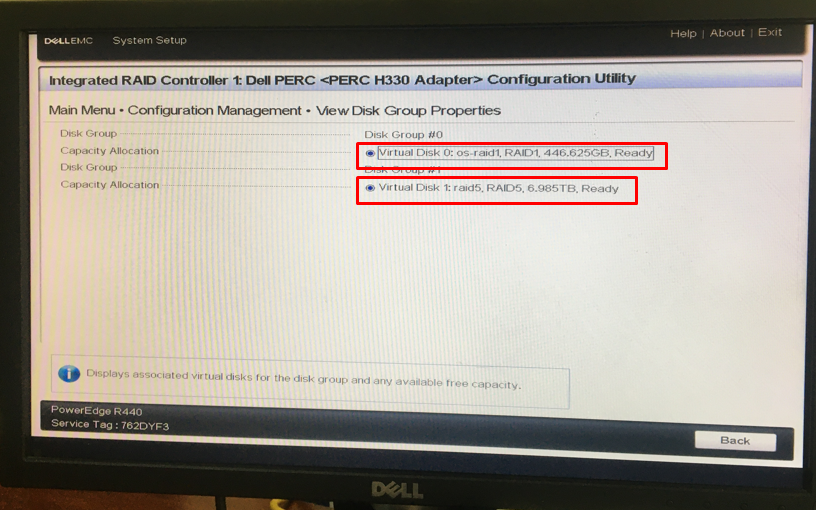 DELLEMC System Setup Help | About | Exit
Integrated RAID Controller 1: Dell PERC <PERC H330 Adapter> Configuration Utility
Main Menu • Configuration Management • View Disk Group Properties
Disk Group Disk Group #0
Capacity Allocation Virtual Disk 0: os-raid1, RAID1, 446.625GB, Ready
Disk Group Disk Group #1
Capacity Allocation Virtual Disk 1: raid5, RAID5, 6.985TB, Ready
Displays associated virtual disks for the disk group and any available free capacity.
PowerEdge R440
Service Tag : 762DYF3
Back
DELL